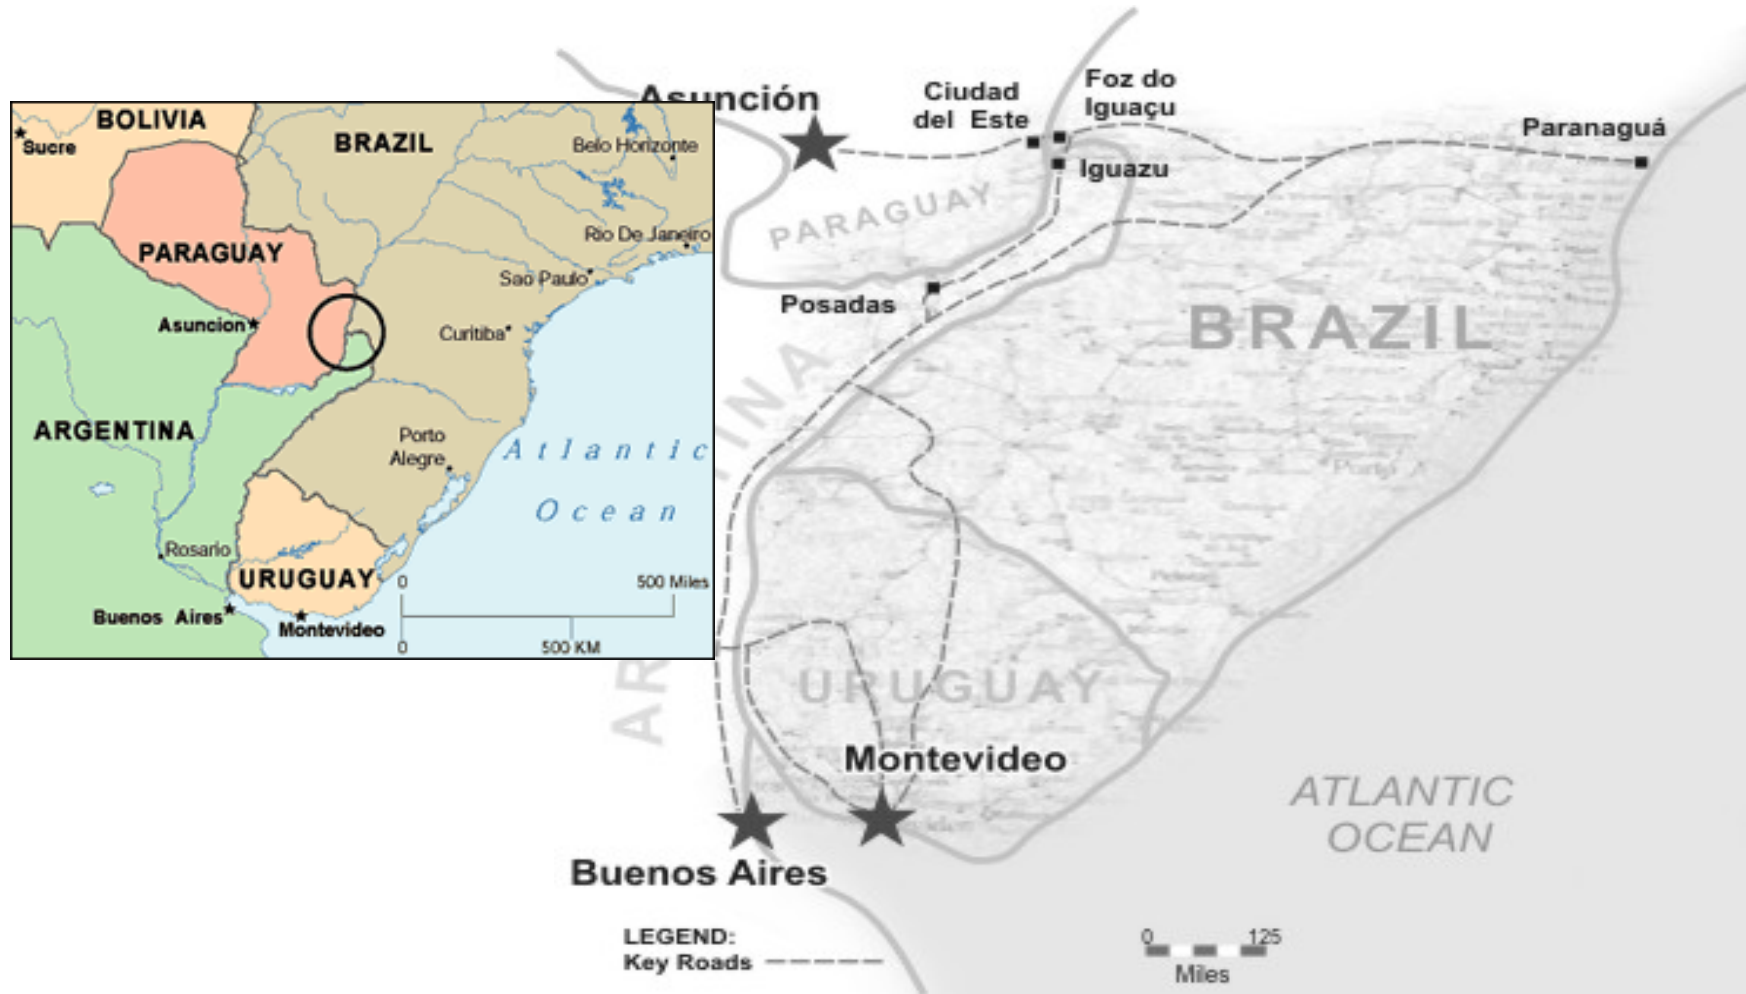 BOLIVIA
Sucre
BRAZIL
Belo Horizonte
Rio De Janeiro
PARAGUAY
Sao Paulo
Asuncion
Curitiba
ARGENTINA
Porto
Alegre
Atlantic
Ocean
Rosario
URUGUAY
0
500 Miles
Buenos Aires
Montevideo
0
500 KM
Asunción
Ciudad
del Este
Foz do
Iguaçu
Paranaguá
Iguazu
PARAGUAY
Posadas
BRAZIL
AR
TINA
URUGUAY
Montevideo
ATLANTIC
OCEAN
Buenos Aires
LEGEND:
Key Roads
0
125
Miles